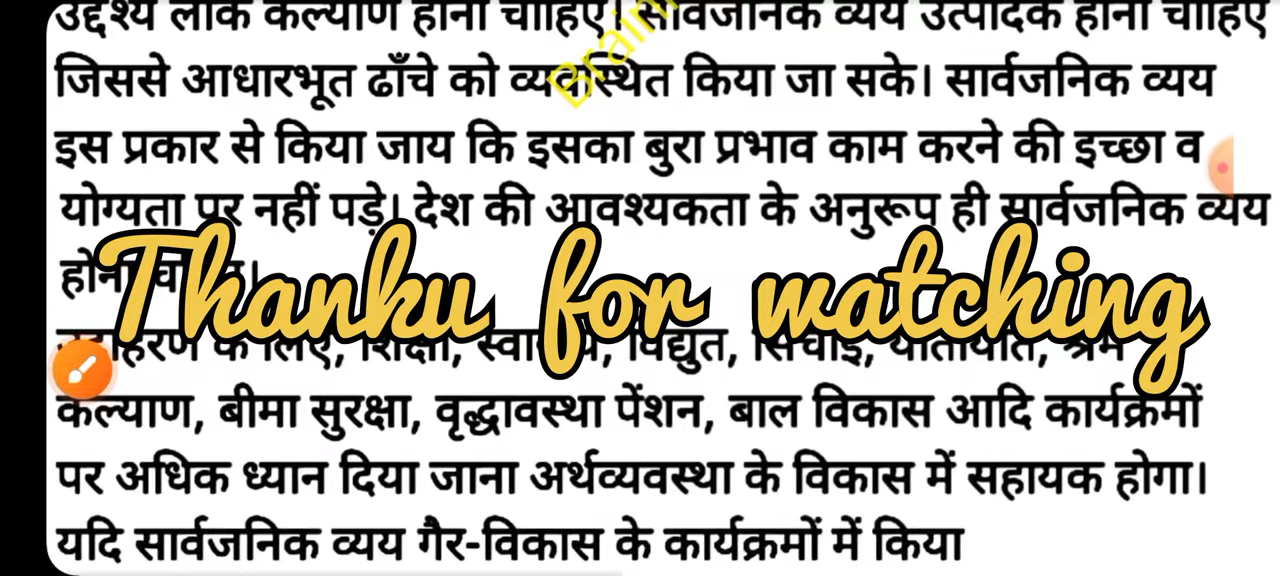 उद्देश्य लोक कल्याण होना चाहिए। सार्वजनिक व्यय उत्पादक होना चाहिए
जिससे आधारभूत ढाँचे को व्यवस्थित किया जा सके। सार्वजनिक व्यय
इस प्रकार से किया जाय कि इसका बुरा प्रभाव काम करने की इच्छा व
योग्यता पर नहीं पड़े। देश की आवश्यकता के अनुरूप ही सार्वजनिक व्यय
होना
Thanku for watching
के लिए, शिक्षा, विद्युत, सिंचाई, यातायात, श्रम
कल्याण, बीमा सुरक्षा, वृद्धावस्था पेंशन, बाल विकास आदि कार्यक्रमों
पर अधिक ध्यान दिया जाना अर्थव्यवस्था के विकास में सहायक होगा।
यदि सार्वजनिक व्यय गैर-विकास के कार्यक्रमों में किया